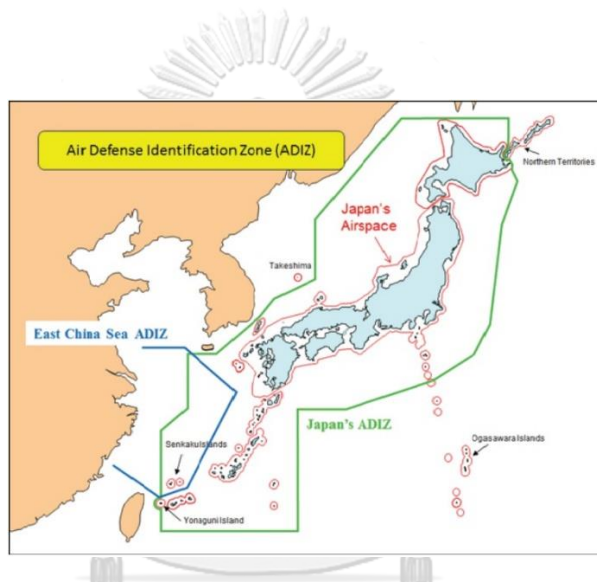 Air Defense Identification Zone (ADIZ)
Northern Territories
Japan's
Airspace
Takeshima
East China Sea ADIZ
Japan's ADIZ
Senkaku Islands
Ogasawara Islands
Yonaguni Island